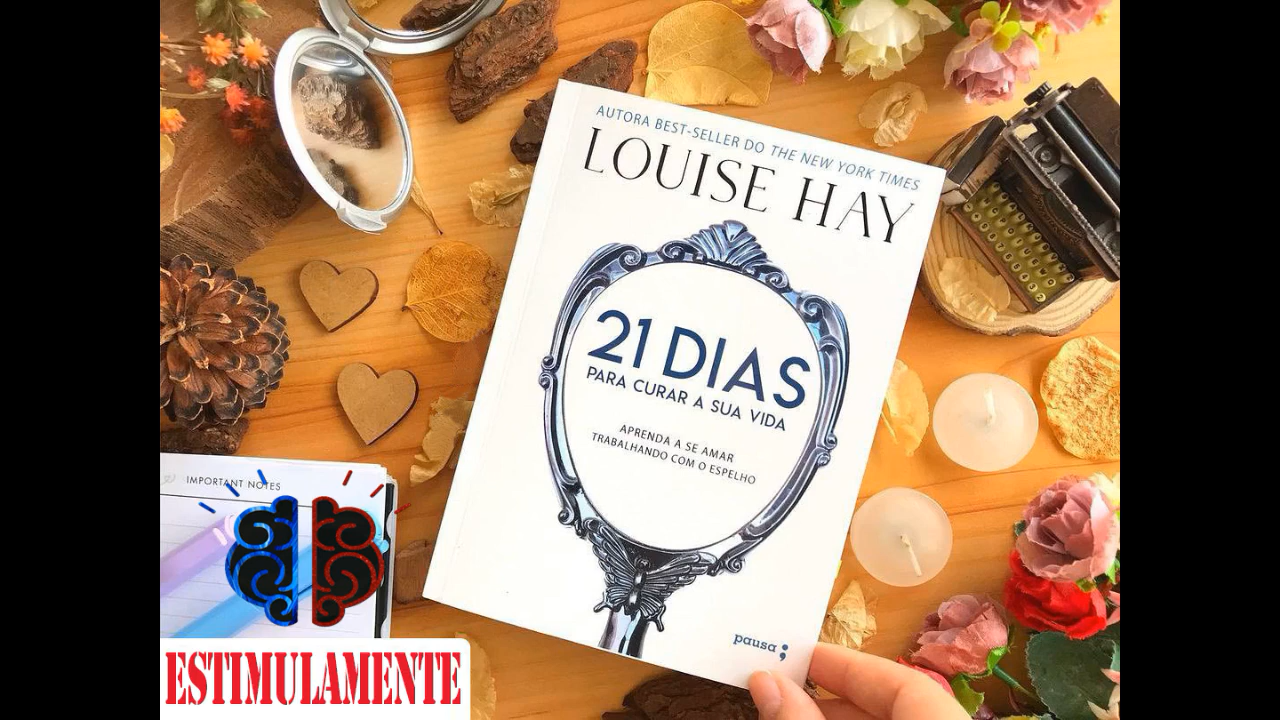 AUTORA BEST-SELLER DO THE NEW YORK TIMES
LOUISE HAY
21 DIAS
PARA CURAR A SUA VIDA
APRENDA A SE AMAR
TRABALHANDO COM O ESPELHO
pausa;
IMPORTANT NOTES
ESTIMULAMENTE